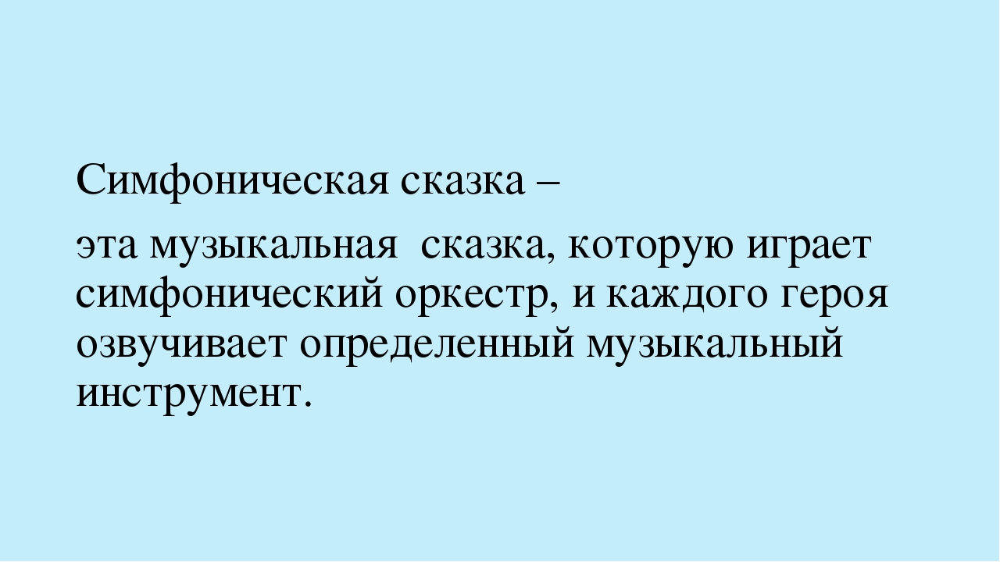 Симфоническая сказка –
эта музыкальная  сказка, которую играет
симфонический оркестр, и каждого героя
озвучивает определенный музыкальный
инструмент.